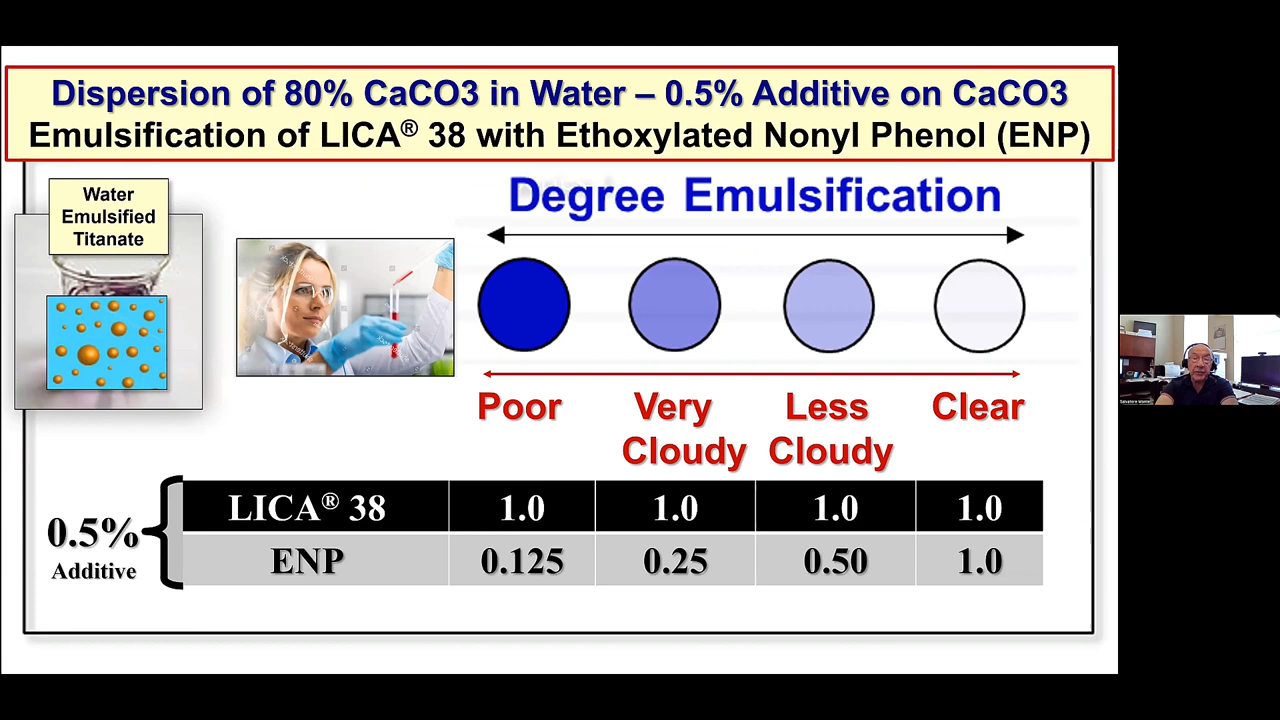 Dispersion of 80% CaCO3 in Water – 0.5% Additive on CaCO3
Emulsification of LICA® 38 with Ethoxylated Nonyl Phenol (ENP)
Water
Emulsified
Titanate
Degree Emulsification
Poor
Very
Cloudy
Less
Cloudy
Clear
0.5%
Additive
LICA® 38 1.0 1.0 1.0 1.0
ENP 0.125 0.25 0.50 1.0
Salvatore